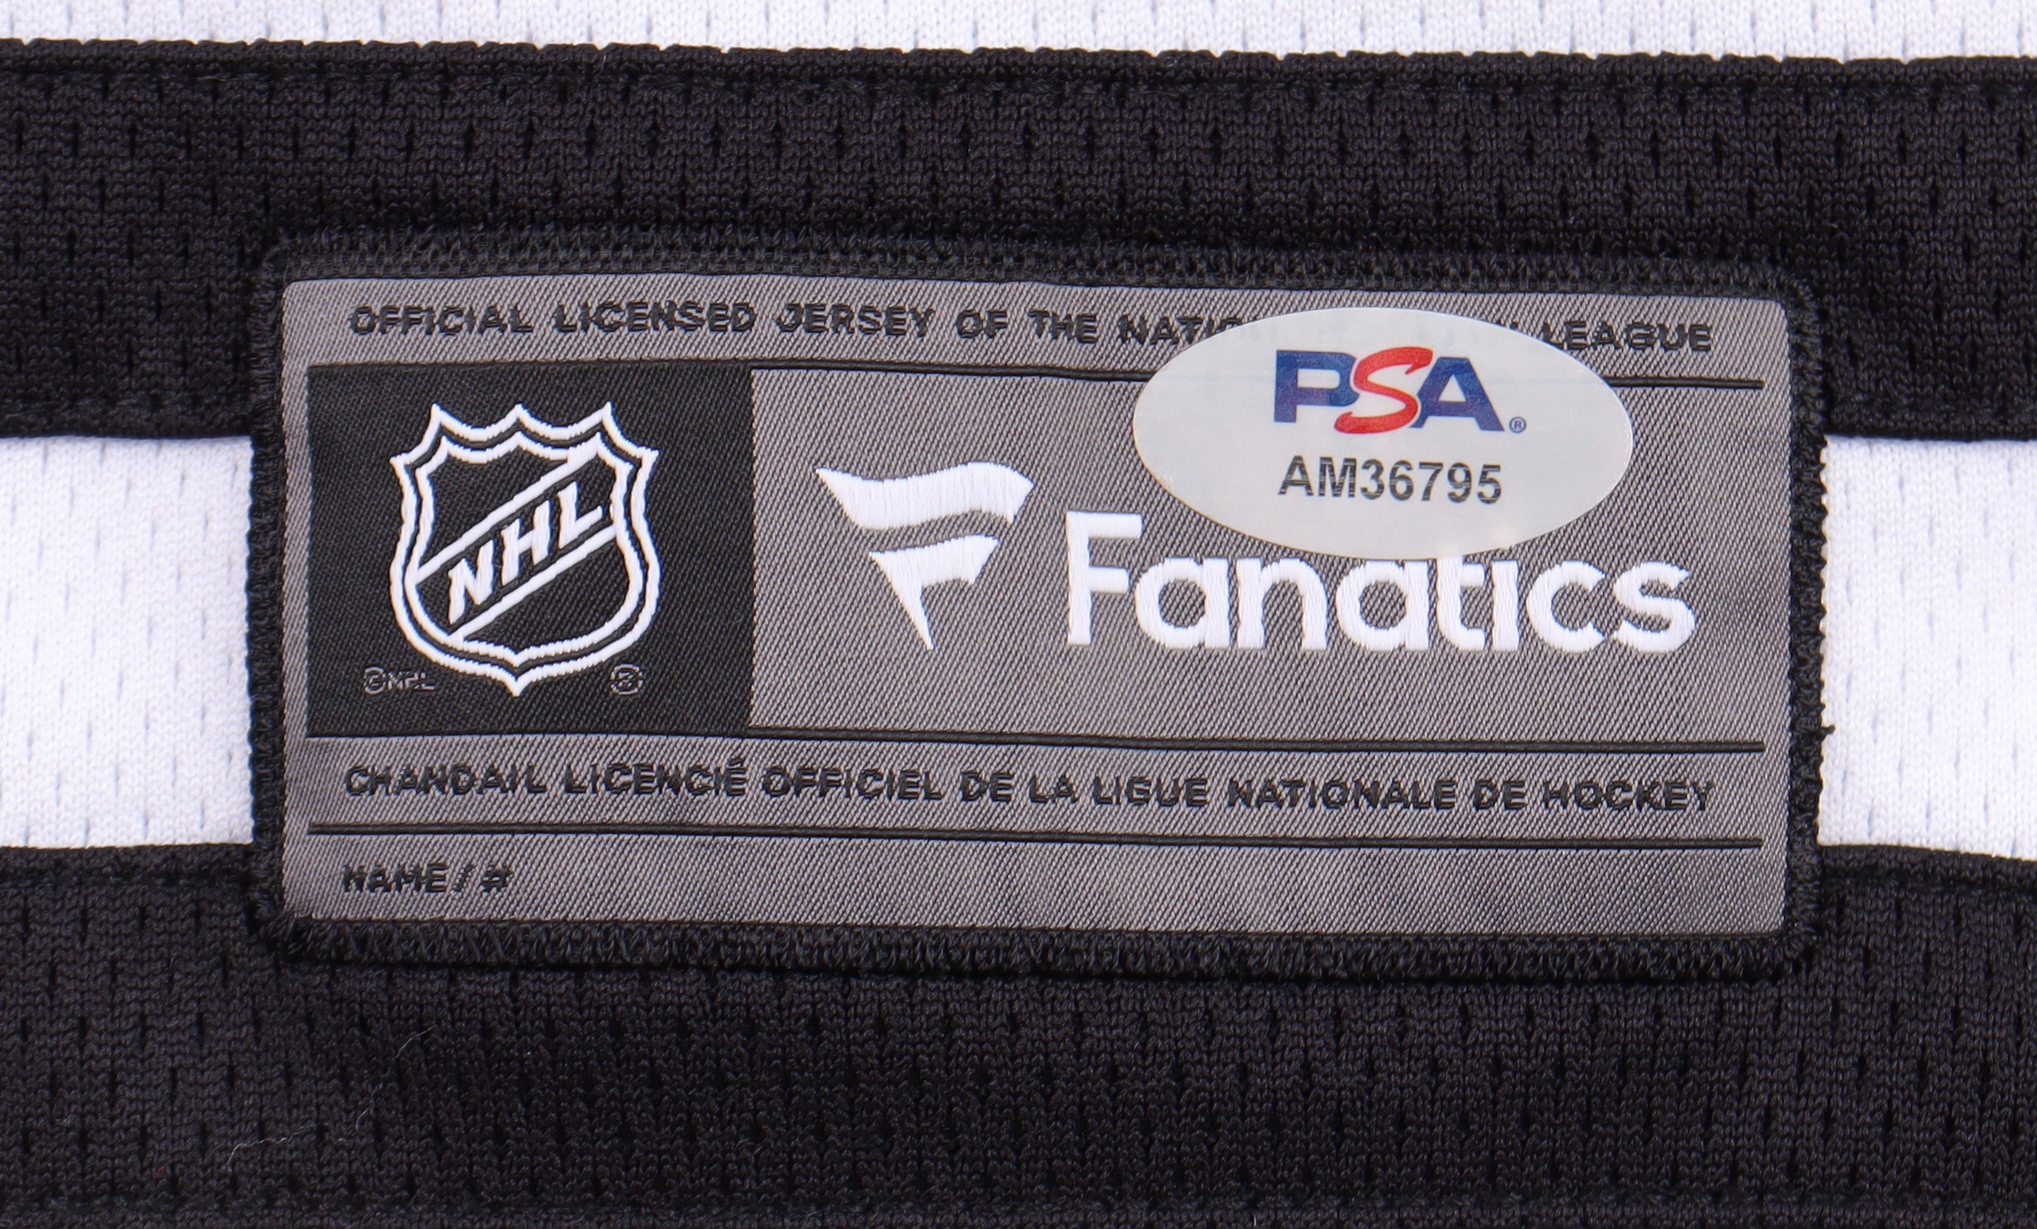 OFFICIAL LICENSED JERSEY OF THE LEAGUE
PSA®
AM36795
NHL
Fanatics
©NHL ®
CHANDAIL LICENCIÉ OFFICIEL DE LA LIGUE NATIONALE DE HOCKEY
NAME / #